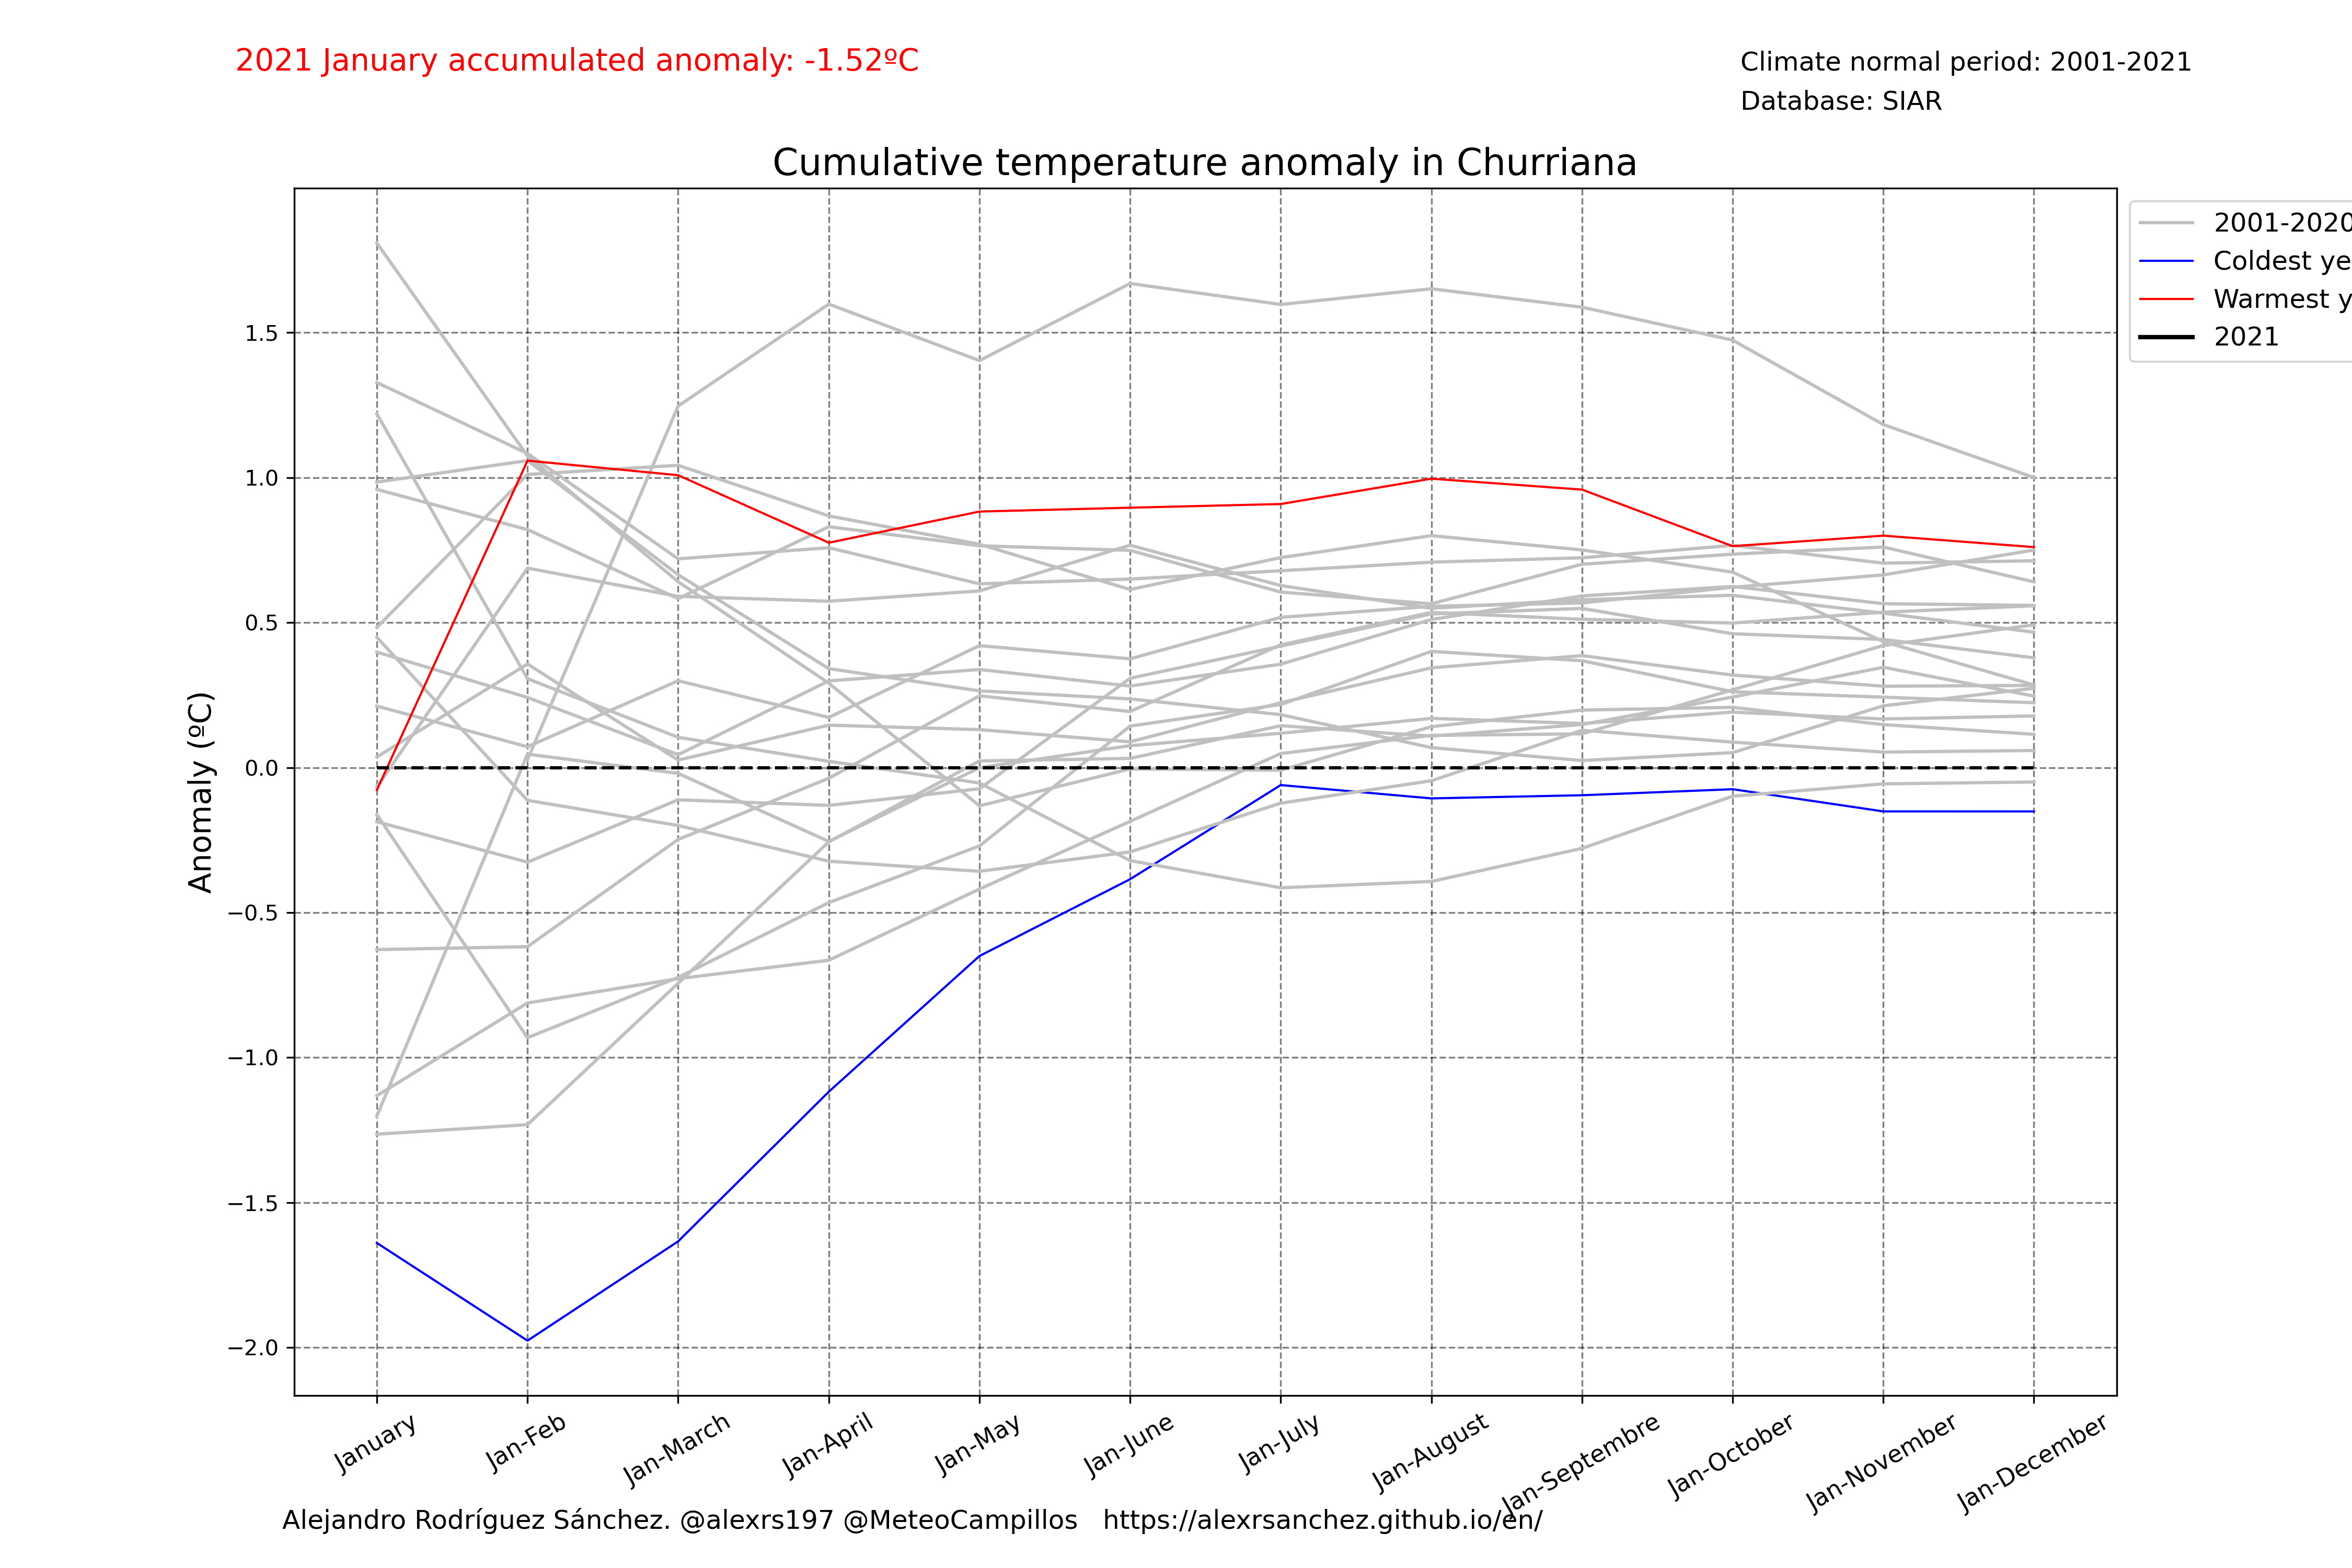 2021 January accumulated anomaly: -1.52ºC
Climate normal period: 2001-2021
Database: SIAR
Cumulative temperature anomaly in Churriana
2001-2020
Coldest
Warmest
2021
Anomaly (ºC)
1.5
1.0
0.5
0.0
−0.5
−1.0
−1.5
−2.0
January
Jan-Feb
Jan-March
Jan-April
Jan-May
Jan-June
Jan-July
Jan-August
Jan-Septembre
Jan-October
Jan-November
Jan-December
Alejandro Rodríguez Sánchez. @alexrs197 @MeteoCampillos https://alexrsanchez.github.io/en/